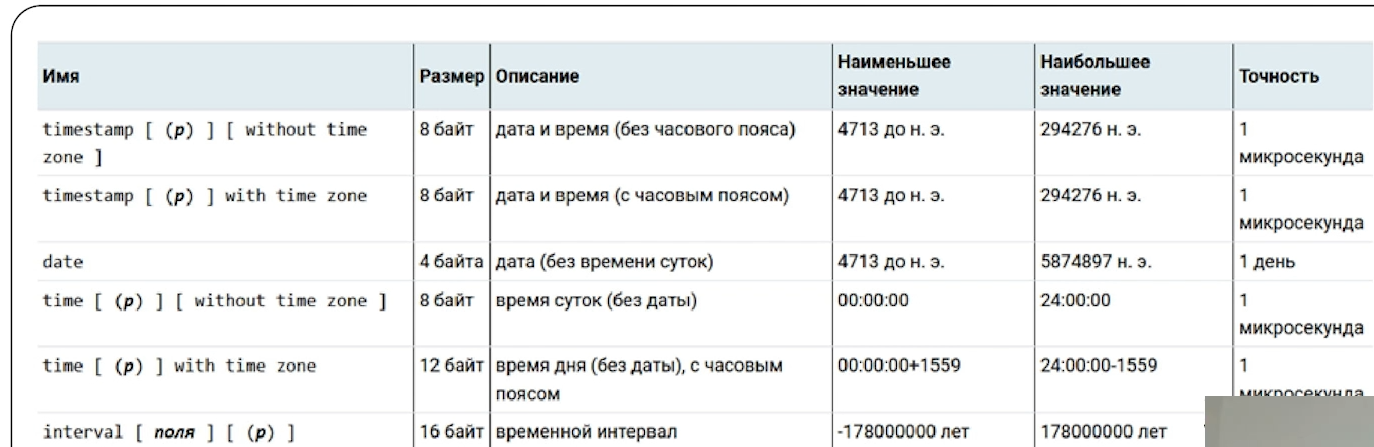 Имя Размер Описание Наименьшее значение Наибольшее значение Точность
timestamp [ (p) ] [ without time zone ] 8 байт дата и время (без часового пояса) 4713 до н. э. 294276 н. э. 1 микросекунда
timestamp [ (p) ] with time zone 8 байт дата и время (с часовым поясом) 4713 до н. э. 294276 н. э. 1 микросекунда
date 4 байта дата (без времени суток) 4713 до н. э. 5874897 н. э. 1 день
time [ (p) ] [ without time zone ] 8 байт время суток (без даты) 00:00:00 24:00:00 1 микросекунда
time [ (p) ] with time zone 12 байт время дня (без даты), с часовым поясом 00:00:00+1559 24:00:00-1559 1 микросекунда
interval [ поля ] [ (p) ] 16 байт временной интервал -178000000 лет 178000000 лет